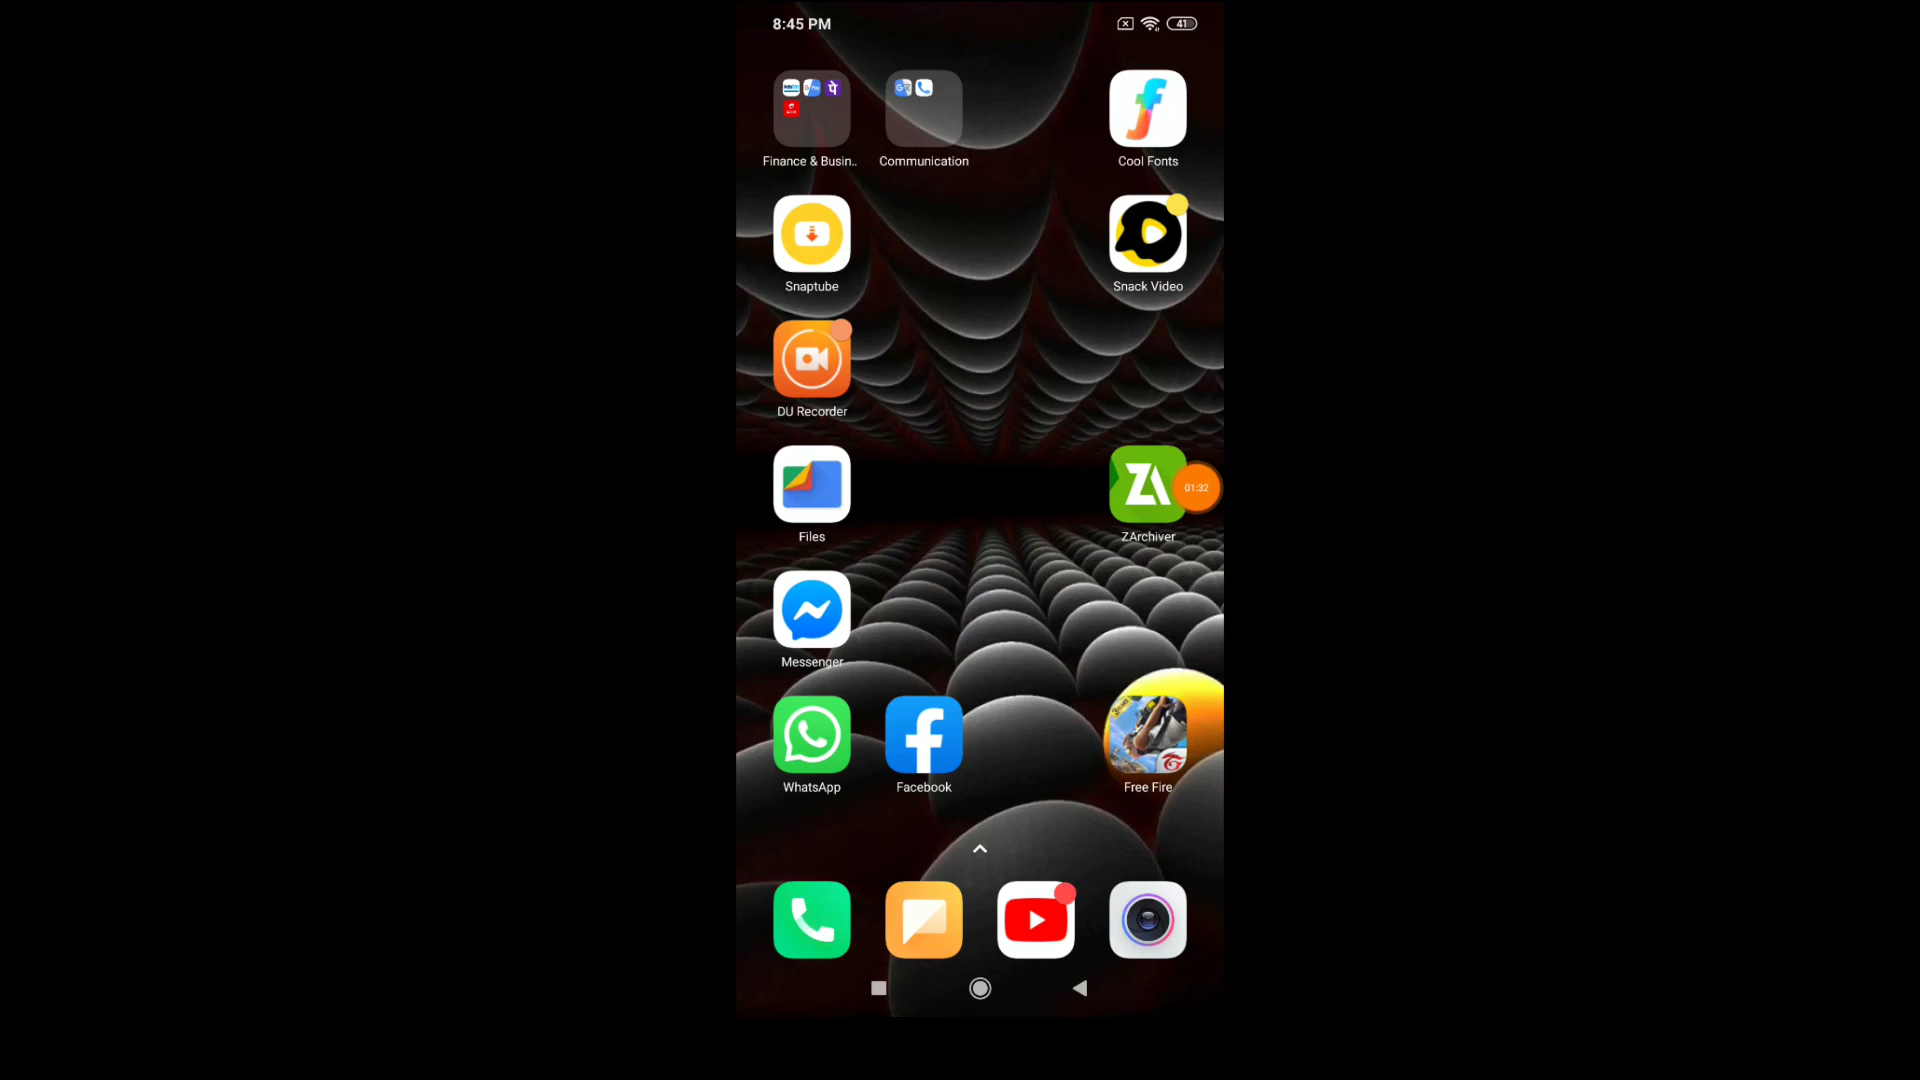 8:45 PM
41
Finance & Busin..
Communication
Cool Fonts
Snaptube
Snack Video
DU Recorder
Files
ZA
01:32
ZArchiver
Messenger
WhatsApp
Facebook
Free Fire